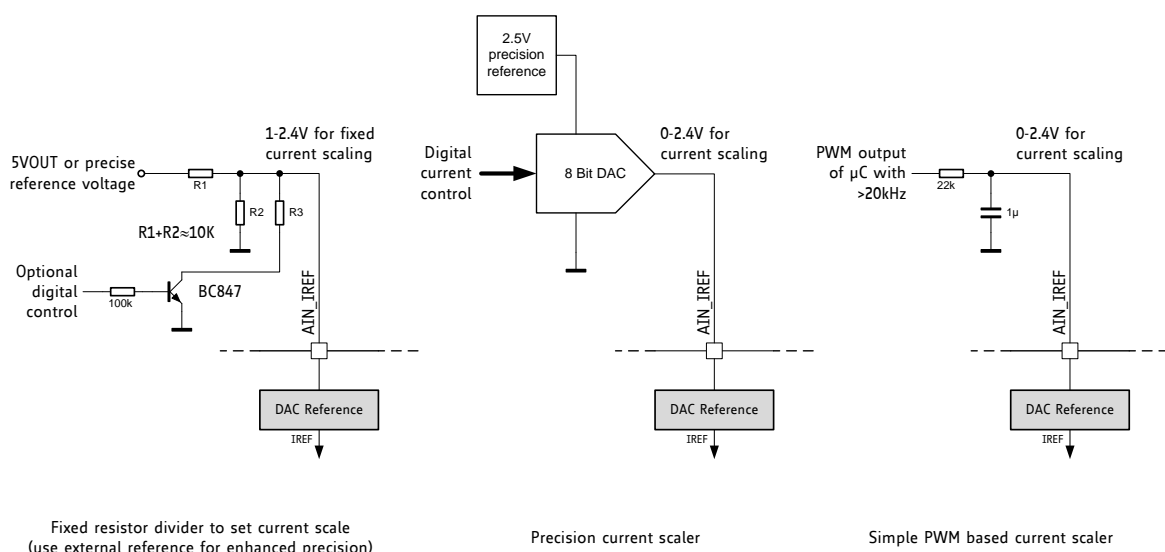 2.5V
precision
reference
1-2.4V for fixed
current scaling
5VOUT or precise
reference voltage
R1
R2
R3
R1+R2≈10K
Optional
digital
control
100k
BC847
AIN_IREF
DAC Reference
IREF
Digital
current
control
8 Bit DAC
0-2.4V for
current scaling
AIN_IREF
DAC Reference
IREF
PWM output
of µC with
>20kHz
22k
1µ
0-2.4V for
current scaling
AIN_IREF
DAC Reference
IREF
Fixed resistor divider to set current scale
(use external reference for enhanced precision)
Precision current scaler
Simple PWM based current scaler